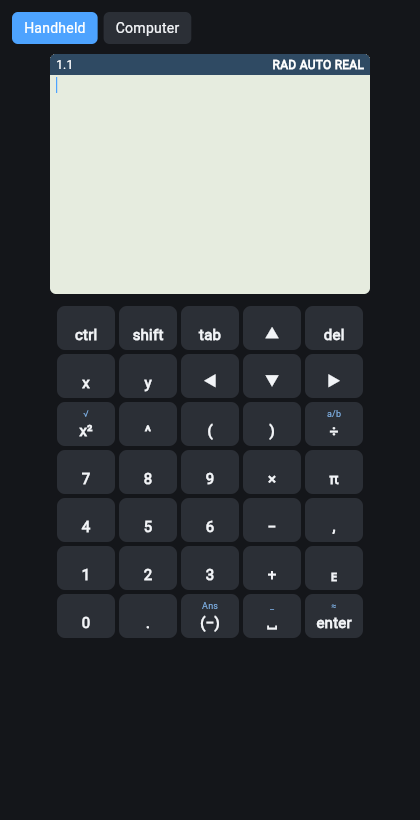 Handheld Computer
1.1 RAD AUTO REAL
ctrl shift tab ▲ del
x y ◀ ▼ ▶
√ a/b
x² ^ ( ) ÷
7 8 9 × π
4 5 6 − ,
1 2 3 + ᴇ
Ans _ ≈
0 . (−) ⎵ enter